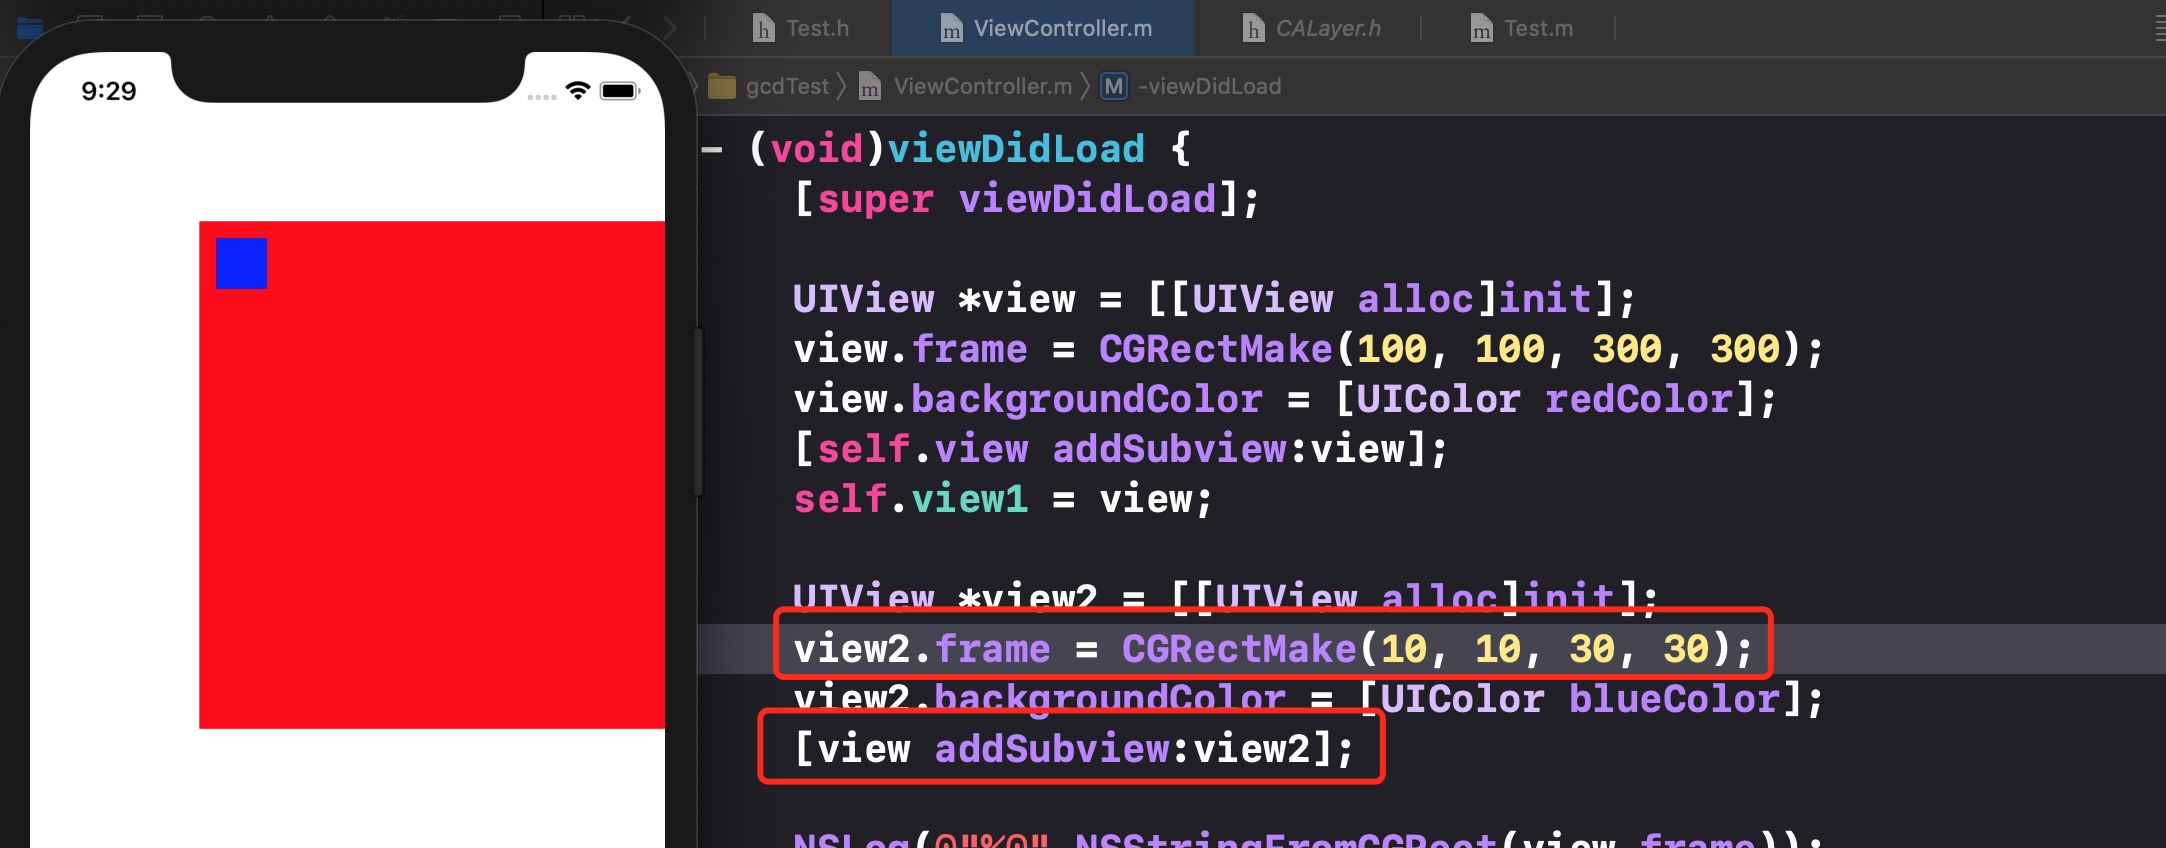 Test.h
ViewController.m
CALayer.h
Test.m
9:29
gcdTest 〉 ViewController.m 〉 M -viewDidLoad
- (void)viewDidLoad {
[super viewDidLoad];
UIView *view = [[UIView alloc]init];
view.frame = CGRectMake(100, 100, 300, 300);
view.backgroundColor = [UIColor redColor];
[self.view addSubview:view];
self.view1 = view;
UIView *view2 = [[UIView alloc]init];
view2.frame = CGRectMake(10, 10, 30, 30);
view2.backgroundColor = [UIColor blueColor];
[view addSubview:view2];
NSLog(@"%@", NSStringFromCGRect(view.frame));